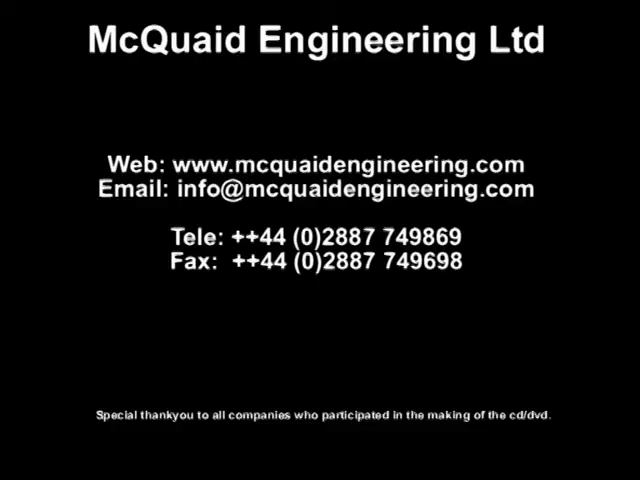 McQuaid Engineering Ltd
Web: www.mcquaidengineering.com
Email: info@mcquaidengineering.com
Tele: ++44 (0)2887 749869
Fax: ++44 (0)2887 749698
Special thankyou to all companies who participated in the making of the cd/dvd.